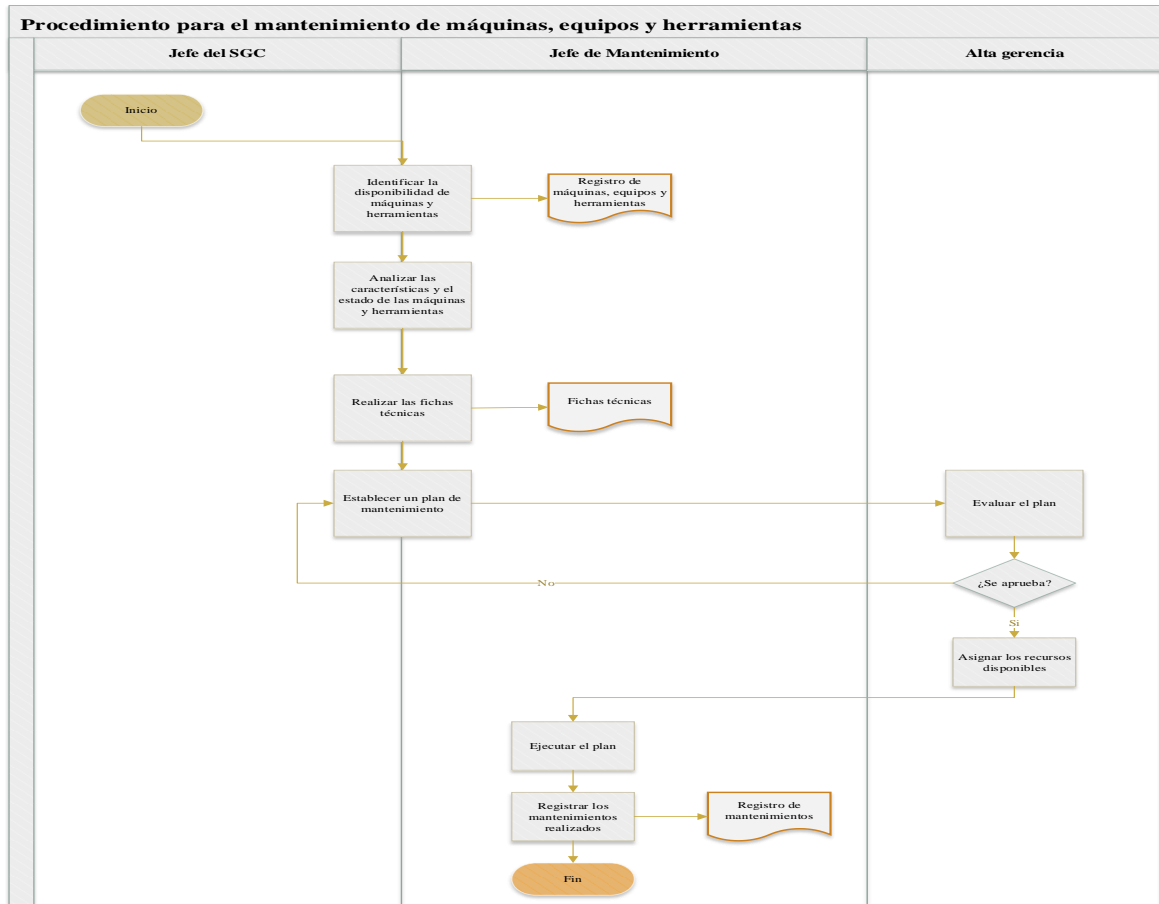 Procedimiento para el mantenimiento de máquinas, equipos y herramientas
Jefe del SGC
Jefe de Mantenimiento
Alta gerencia
Inicio
Identificar la
disponibilidad de
máquinas y
herramientas
Registro de
máquinas, equipos y
herramientas
Analizar las
características y el
estado de las máquinas
y herramientas
Realizar las fichas
técnicas
Fichas técnicas
Establecer un plan de
mantenimiento
Evaluar el plan
¿Se aprueba?
No
Si
Asignar los recursos
disponibles
Ejecutar el plan
Registrar los
mantenimientos
realizados
Registro de
mantenimientos
Fin